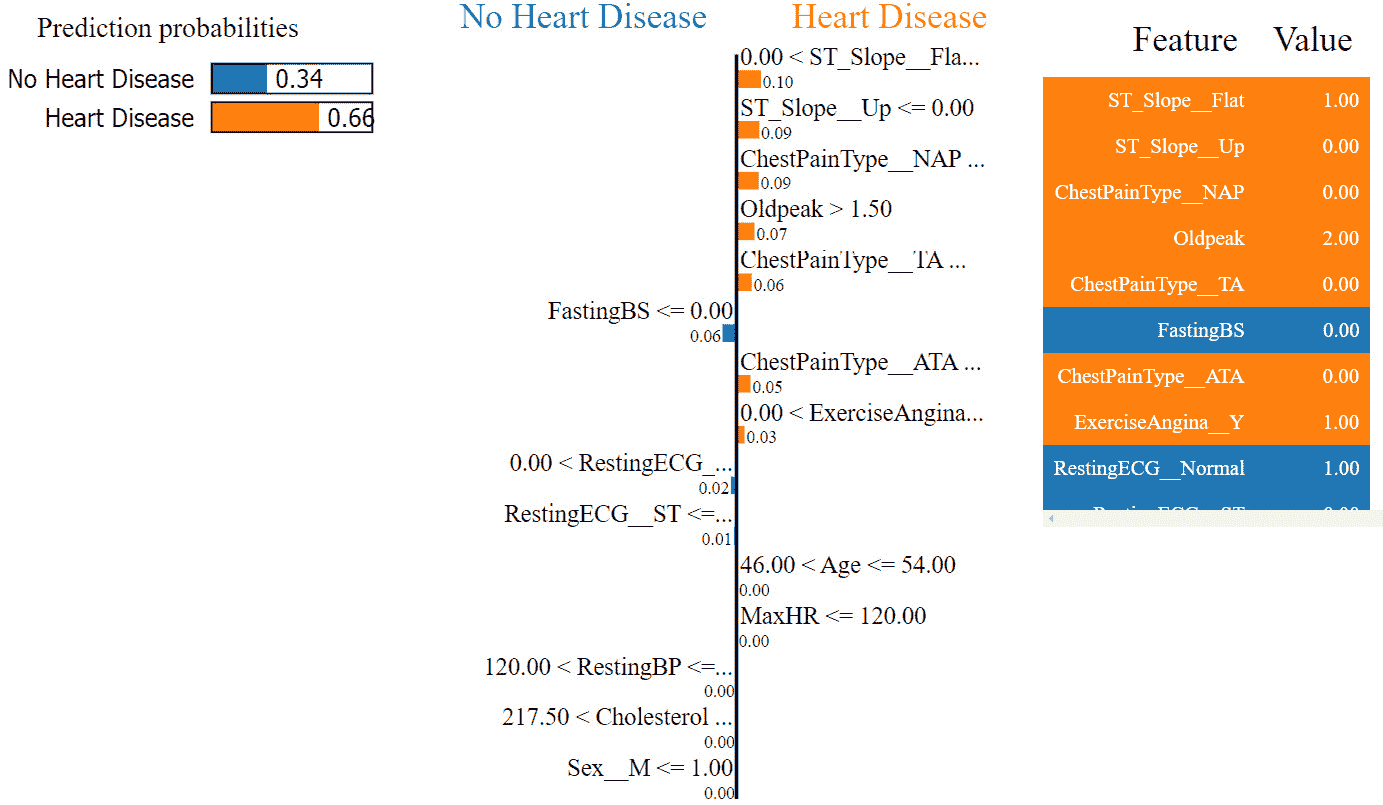 Prediction probabilities
No Heart Disease 0.34
Heart Disease 0.66
No Heart Disease Heart Disease
0.00 < ST_Slope__Fla...
0.10
ST_Slope__Up <= 0.00
0.09
ChestPainType__NAP ...
0.09
Oldpeak > 1.50
0.07
ChestPainType__TA ...
0.06
FastingBS <= 0.00
0.06
ChestPainType__ATA ...
0.05
0.00 < ExerciseAngina...
0.03
0.00 < RestingECG_...
0.02
RestingECG__ST <=...
0.01
46.00 < Age <= 54.00
0.00
MaxHR <= 120.00
0.00
120.00 < RestingBP <=...
0.00
217.50 < Cholesterol ...
0.00
Sex__M <= 1.00
0.00
Feature Value
ST_Slope__Flat 1.00
ST_Slope__Up 0.00
ChestPainType__NAP 0.00
Oldpeak 2.00
ChestPainType__TA 0.00
FastingBS 0.00
ChestPainType__ATA 0.00
ExerciseAngina__Y 1.00
RestingECG__Normal 1.00
RestingECG__ST 0.00